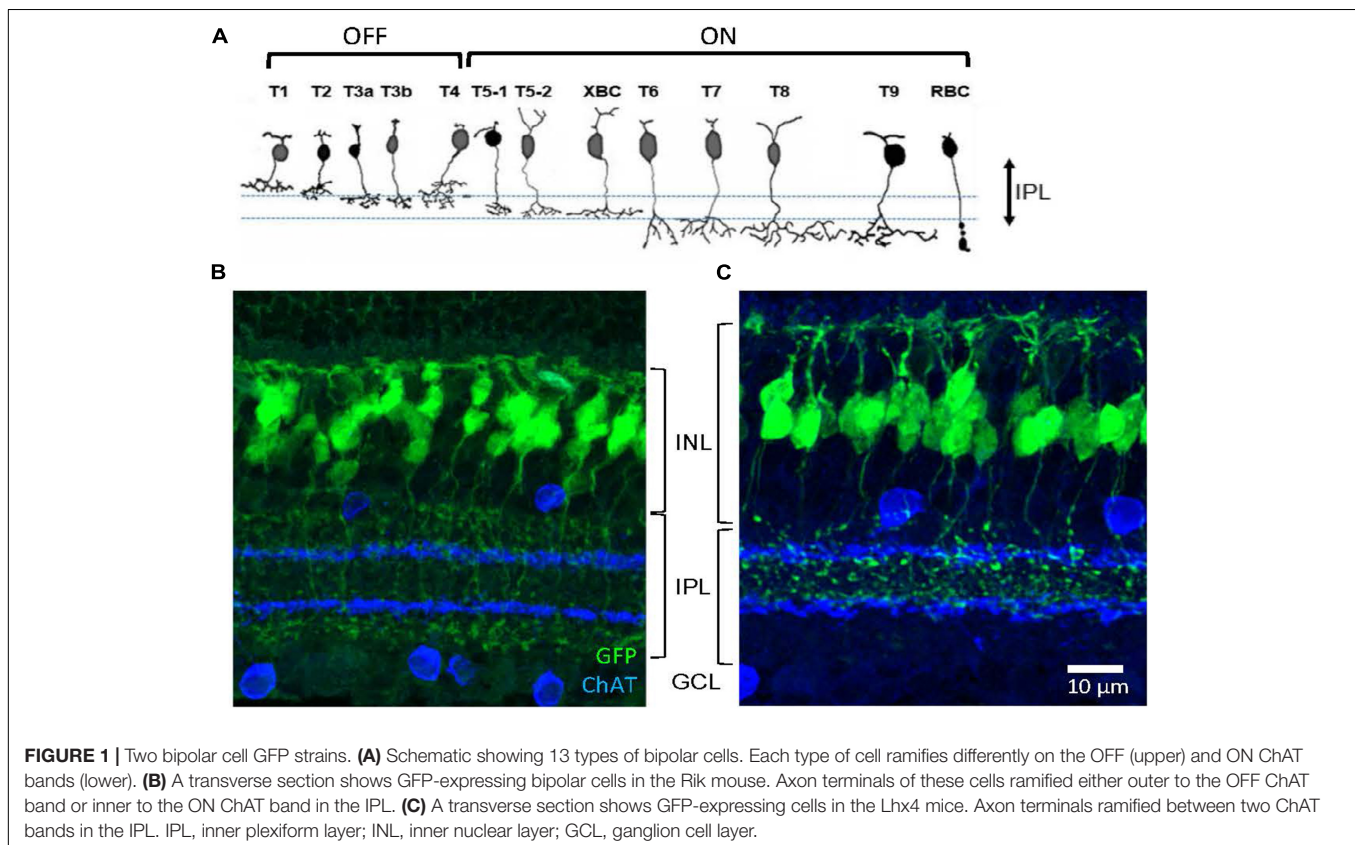 A
OFF
ON
T1 T2 T3a T3b T4 T5-1 T5-2 XBC T6 T7 T8 T9 RBC
IPL
B
C
INL
IPL
GFP
ChAT
GCL
10 µm
FIGURE 1 | Two bipolar cell GFP strains. (A) Schematic showing 13 types of bipolar cells. Each type of cell ramifies differently on the OFF (upper) and ON ChAT
bands (lower). (B) A transverse section shows GFP-expressing bipolar cells in the Rik mouse. Axon terminals of these cells ramified either outer to the OFF ChAT
band or inner to the ON ChAT band in the IPL. (C) A transverse section shows GFP-expressing cells in the Lhx4 mice. Axon terminals ramified between two ChAT
bands in the IPL. IPL, inner plexiform layer; INL, inner nuclear layer; GCL, ganglion cell layer.